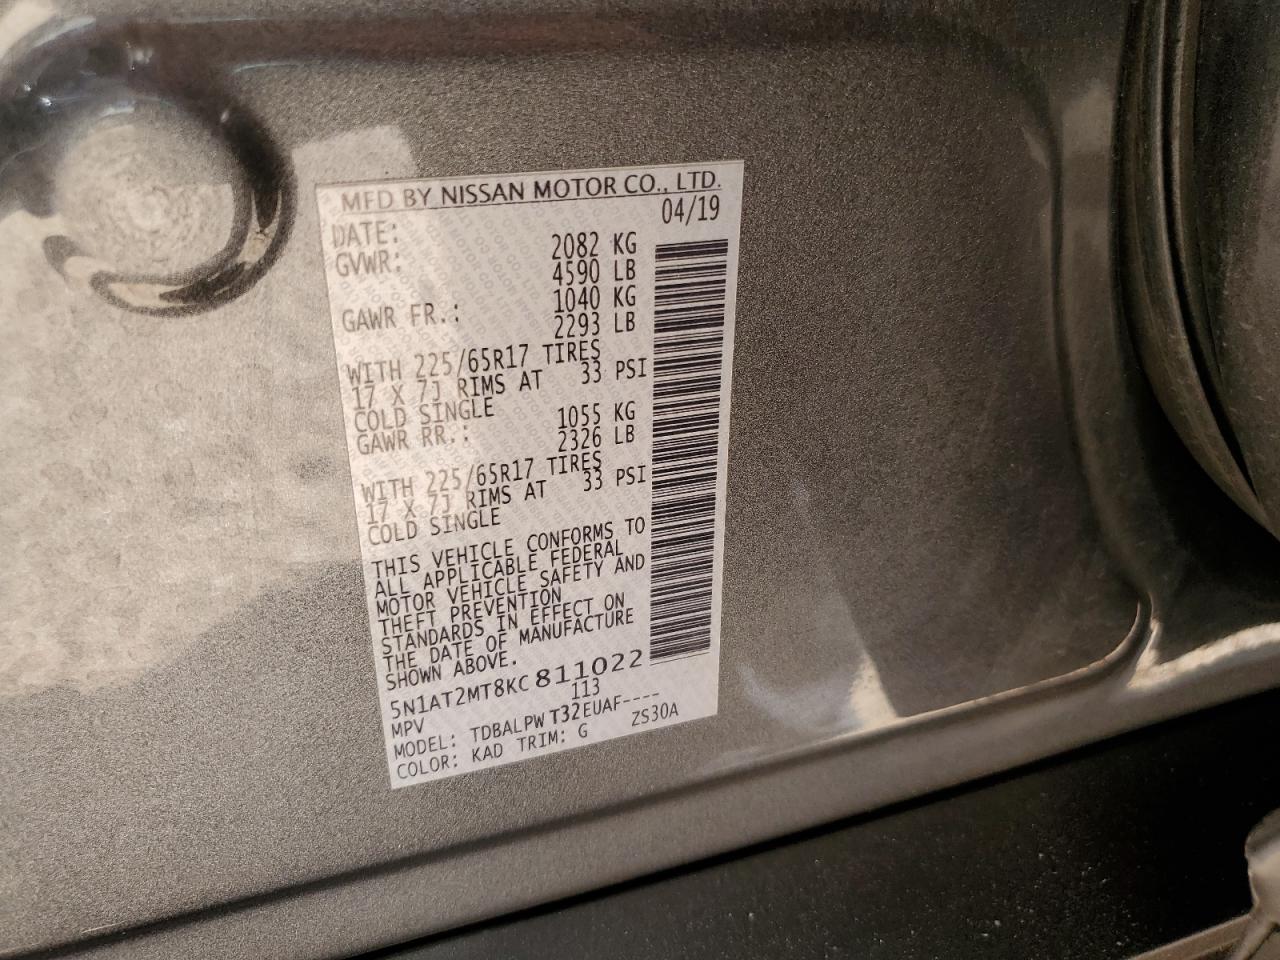 MFD BY NISSAN MOTOR CO., LTD.
DATE: 04/19
GVWR: 2082 KG
4590 LB
GAWR FR.: 1040 KG
2293 LB
WITH 225/65R17 TIRES
17 X 7J RIMS AT 33 PSI
COLD SINGLE
GAWR RR.: 1055 KG
2326 LB
WITH 225/65R17 TIRES
17 X 7J RIMS AT 33 PSI
COLD SINGLE
THIS VEHICLE CONFORMS TO
ALL APPLICABLE FEDERAL
MOTOR VEHICLE SAFETY AND
THEFT PREVENTION
STANDARDS IN EFFECT ON
THE DATE OF MANUFACTURE
SHOWN ABOVE.
5N1AT2MT8KC811022
MPV 113
MODEL: TDBALPWT32EUAF----
COLOR: KAD TRIM: G ZS30A